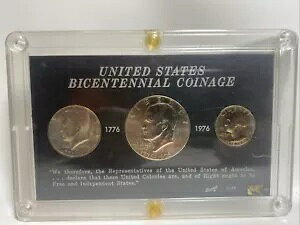 UNITED STATES
BICENTENNIAL COINAGE
1776
1976
"We therefore, the Representatives of the United States of America,
. . . declare that these United Colonies are, and of Right ought to be
Free and Independent States."